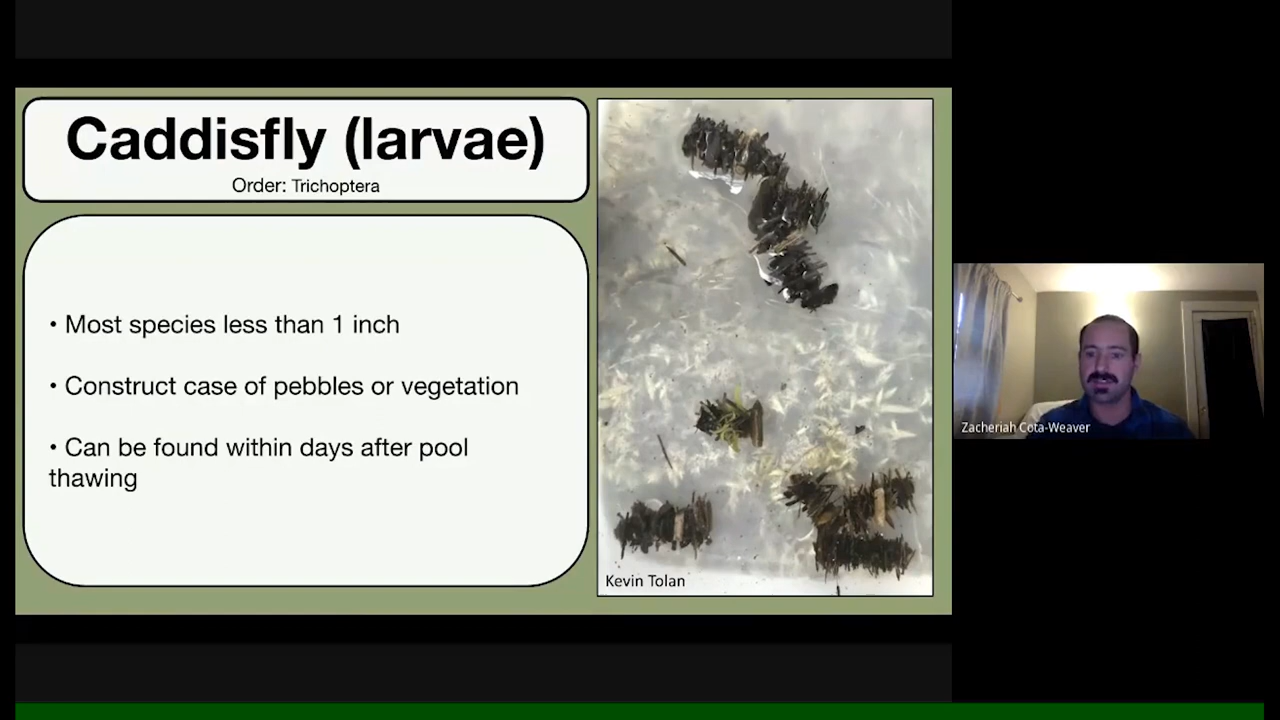 Caddisfly (larvae)
Order: Trichoptera
• Most species less than 1 inch
• Construct case of pebbles or vegetation
• Can be found within days after pool
thawing
Kevin Tolan
Zacheriah Cota-Weaver